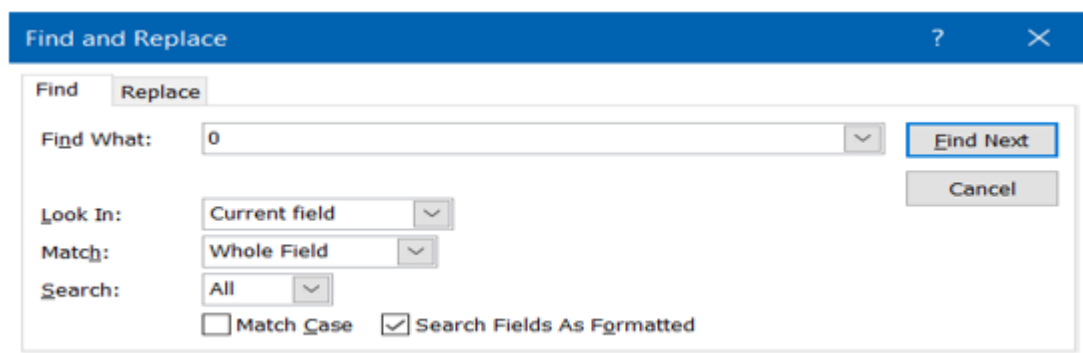 Find and Replace ?
Find Replace
Find What: 0 Find Next
Cancel
Look In: Current field
Match: Whole Field
Search: All
Match Case Search Fields As Formatted